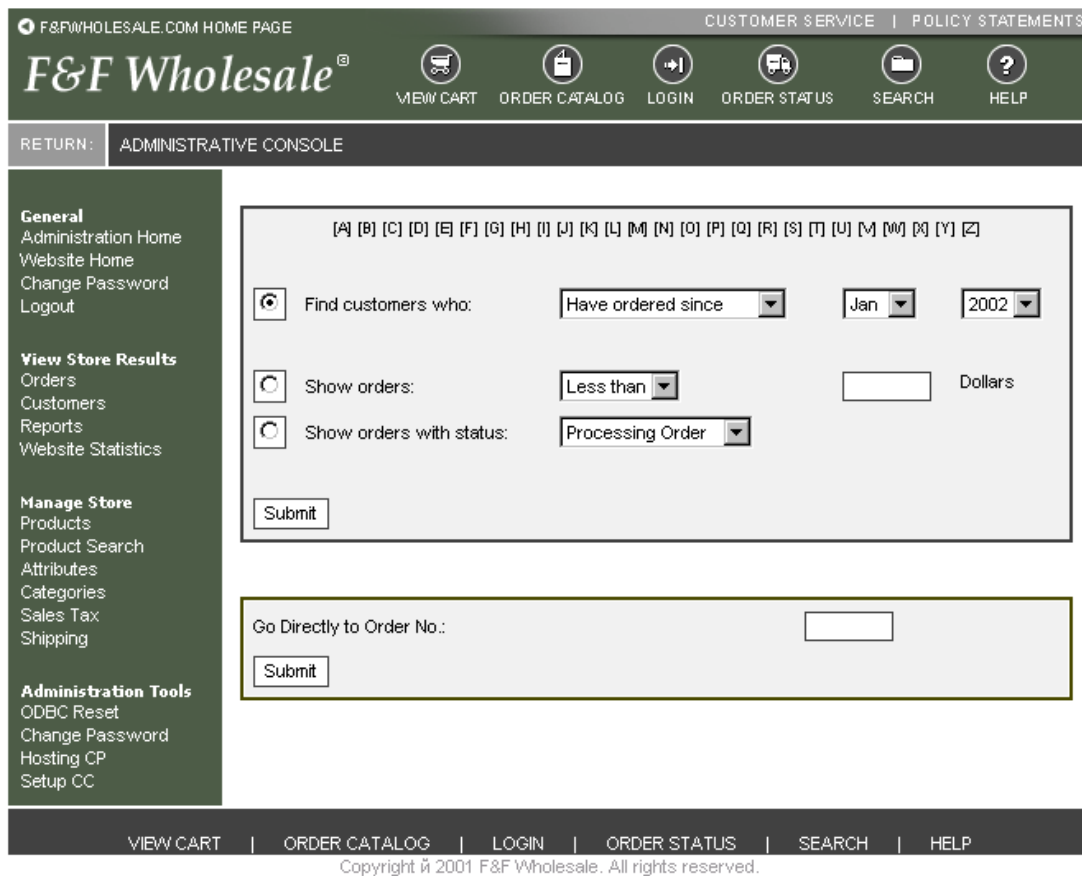 F&FWHOLESALE.COM HOME PAGE
CUSTOMER SERVICE | POLICY STATEMENTS
F&F Wholesale®
VIEW CART ORDER CATALOG LOGIN ORDER STATUS SEARCH HELP
RETURN: ADMINISTRATIVE CONSOLE
General
Administration Home
Website Home
Change Password
Logout
View Store Results
Orders
Customers
Reports
Website Statistics
Manage Store
Products
Product Search
Attributes
Categories
Sales Tax
Shipping
Administration Tools
ODBC Reset
Change Password
Hosting CP
Setup CC
[A] [B] [C] [D] [E] [F] [G] [H] [I] [J] [K] [L] [M] [N] [O] [P] [Q] [R] [S] [T] [U] [V] [W] [X] [Y] [Z]
Find customers who: Have ordered since Jan 2002
Show orders: Less than Dollars
Show orders with status: Processing Order
Submit
Go Directly to Order No.:
Submit
VIEW CART | ORDER CATALOG | LOGIN | ORDER STATUS | SEARCH | HELP
Copyright й 2001 F&F Wholesale. All rights reserved.